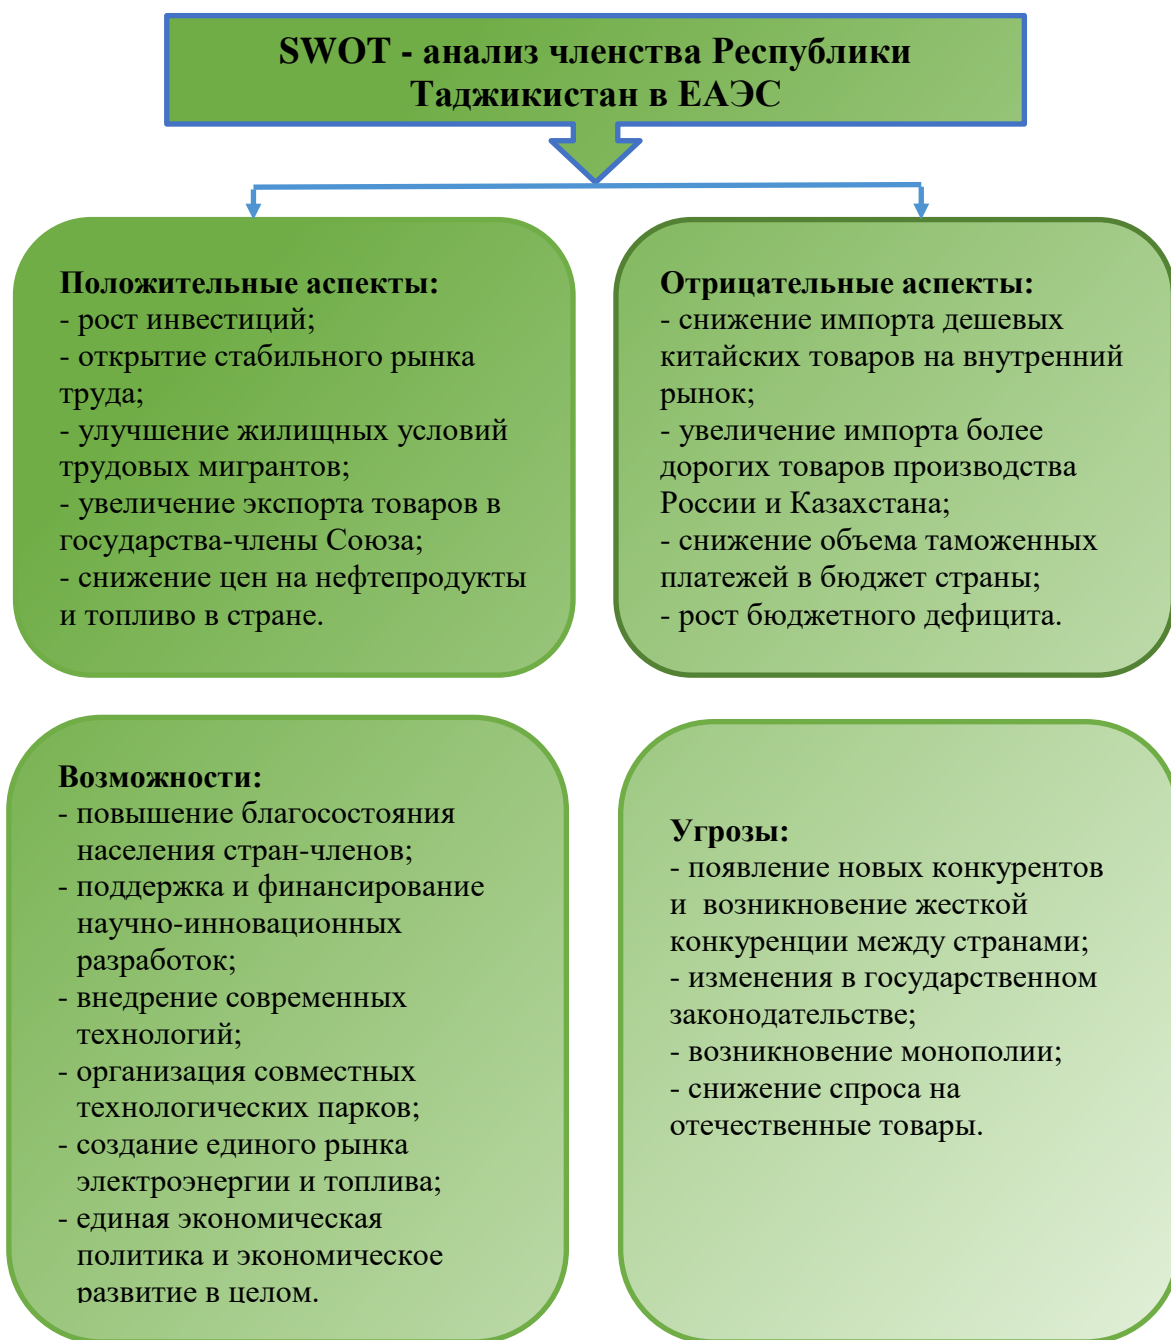 SWOT - анализ членства Республики
Таджикистан в ЕАЭС
Положительные аспекты:
- рост инвестиций;
- открытие стабильного рынка
труда;
- улучшение жилищных условий
трудовых мигрантов;
- увеличение экспорта товаров в
государства-члены Союза;
- снижение цен на нефтепродукты
и топливо в стране.
Отрицательные аспекты:
- снижение импорта дешевых
китайских товаров на внутренний
рынок;
- увеличение импорта более
дорогих товаров производства
России и Казахстана;
- снижение объема таможенных
платежей в бюджет страны;
- рост бюджетного дефицита.
Возможности:
- повышение благосостояния
населения стран-членов;
- поддержка и финансирование
научно-инновационных
разработок;
- внедрение современных
технологий;
- организация совместных
технологических парков;
- создание единого рынка
электроэнергии и топлива;
- единая экономическая
политика и экономическое
развитие в целом.
Угрозы:
- появление новых конкурентов
и возникновение жесткой
конкуренции между странами;
- изменения в государственном
законодательстве;
- возникновение монополии;
- снижение спроса на
отечественные товары.